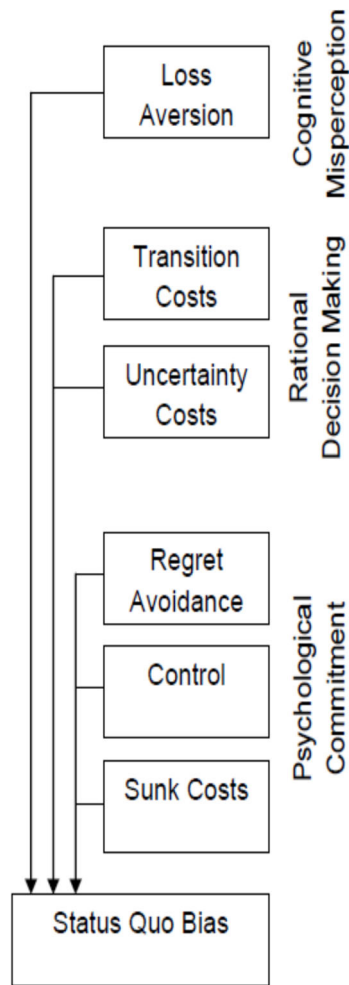 Loss
Aversion
Cognitive
Misperception
Transition
Costs
Uncertainty
Costs
Rational
Decision Making
Regret
Avoidance
Control
Sunk Costs
Psychological
Commitment
Status Quo Bias